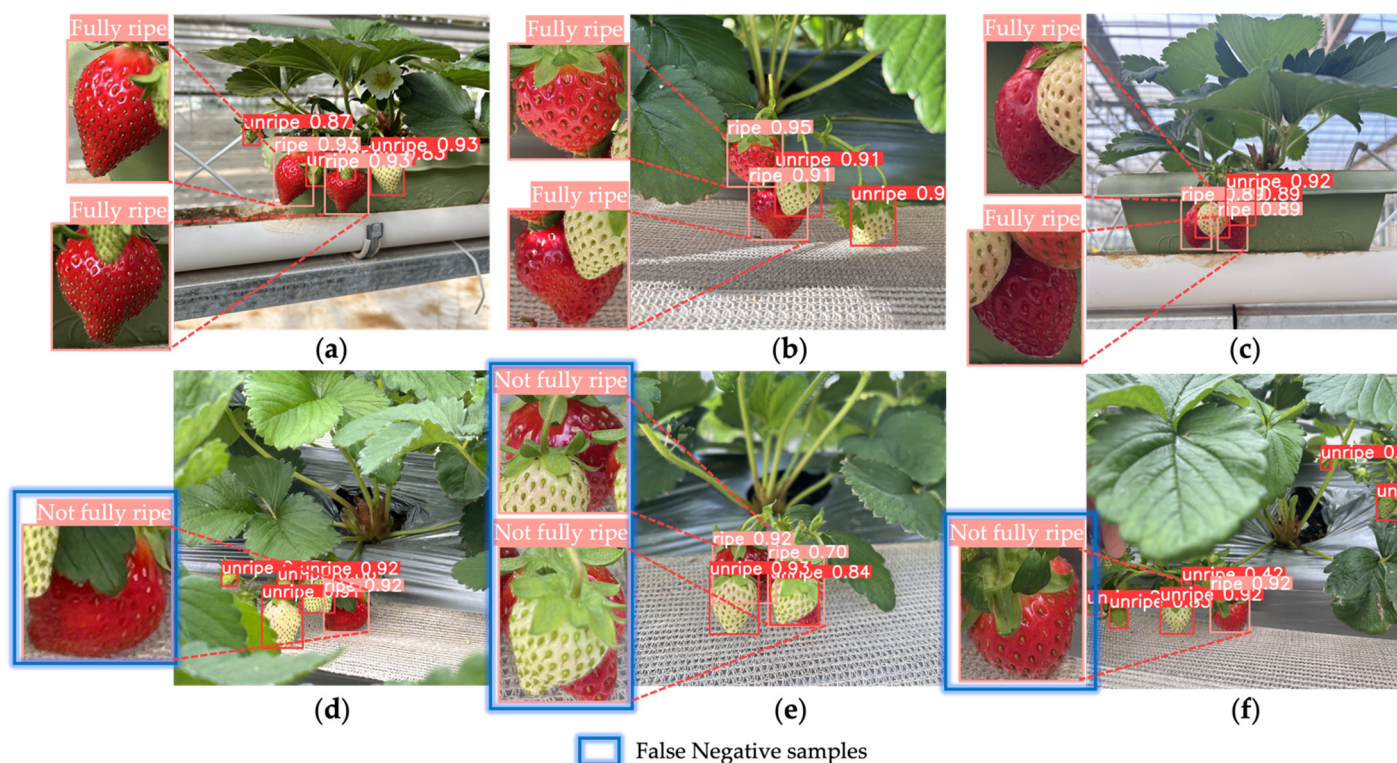 Fully ripe
Fully ripe
unripe 0.87
ripe 0.93
unripe 0.93
unripe 0.93
(a)
Fully ripe
Fully ripe
ripe 0.95
unripe 0.91
ripe 0.91
unripe 0.9
(b)
Fully ripe
Fully ripe
unripe 0.92
ripe 0.89
(c)
Not fully ripe
unripe 0.92
ripe 0.92
(d)
Not fully ripe
Not fully ripe
ripe 0.92
ripe 0.70
unripe 0.93
unripe 0.84
(e)
Not fully ripe
unripe 0.42
ripe 0.92
unripe 0.92
(f)
False Negative samples